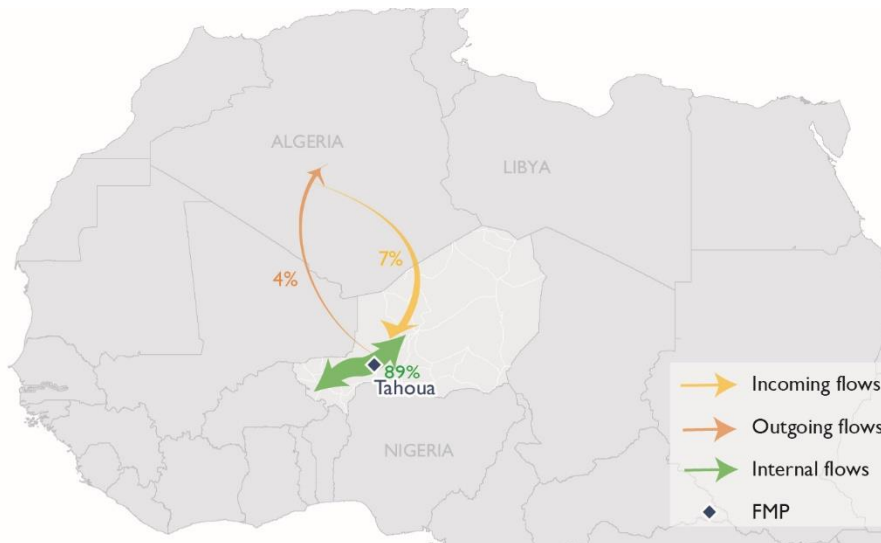 ALGERIA
LIBYA
7%
4%
89%
Tahoua
NIGERIA
Incoming flows
Outgoing flows
Internal flows
FMP